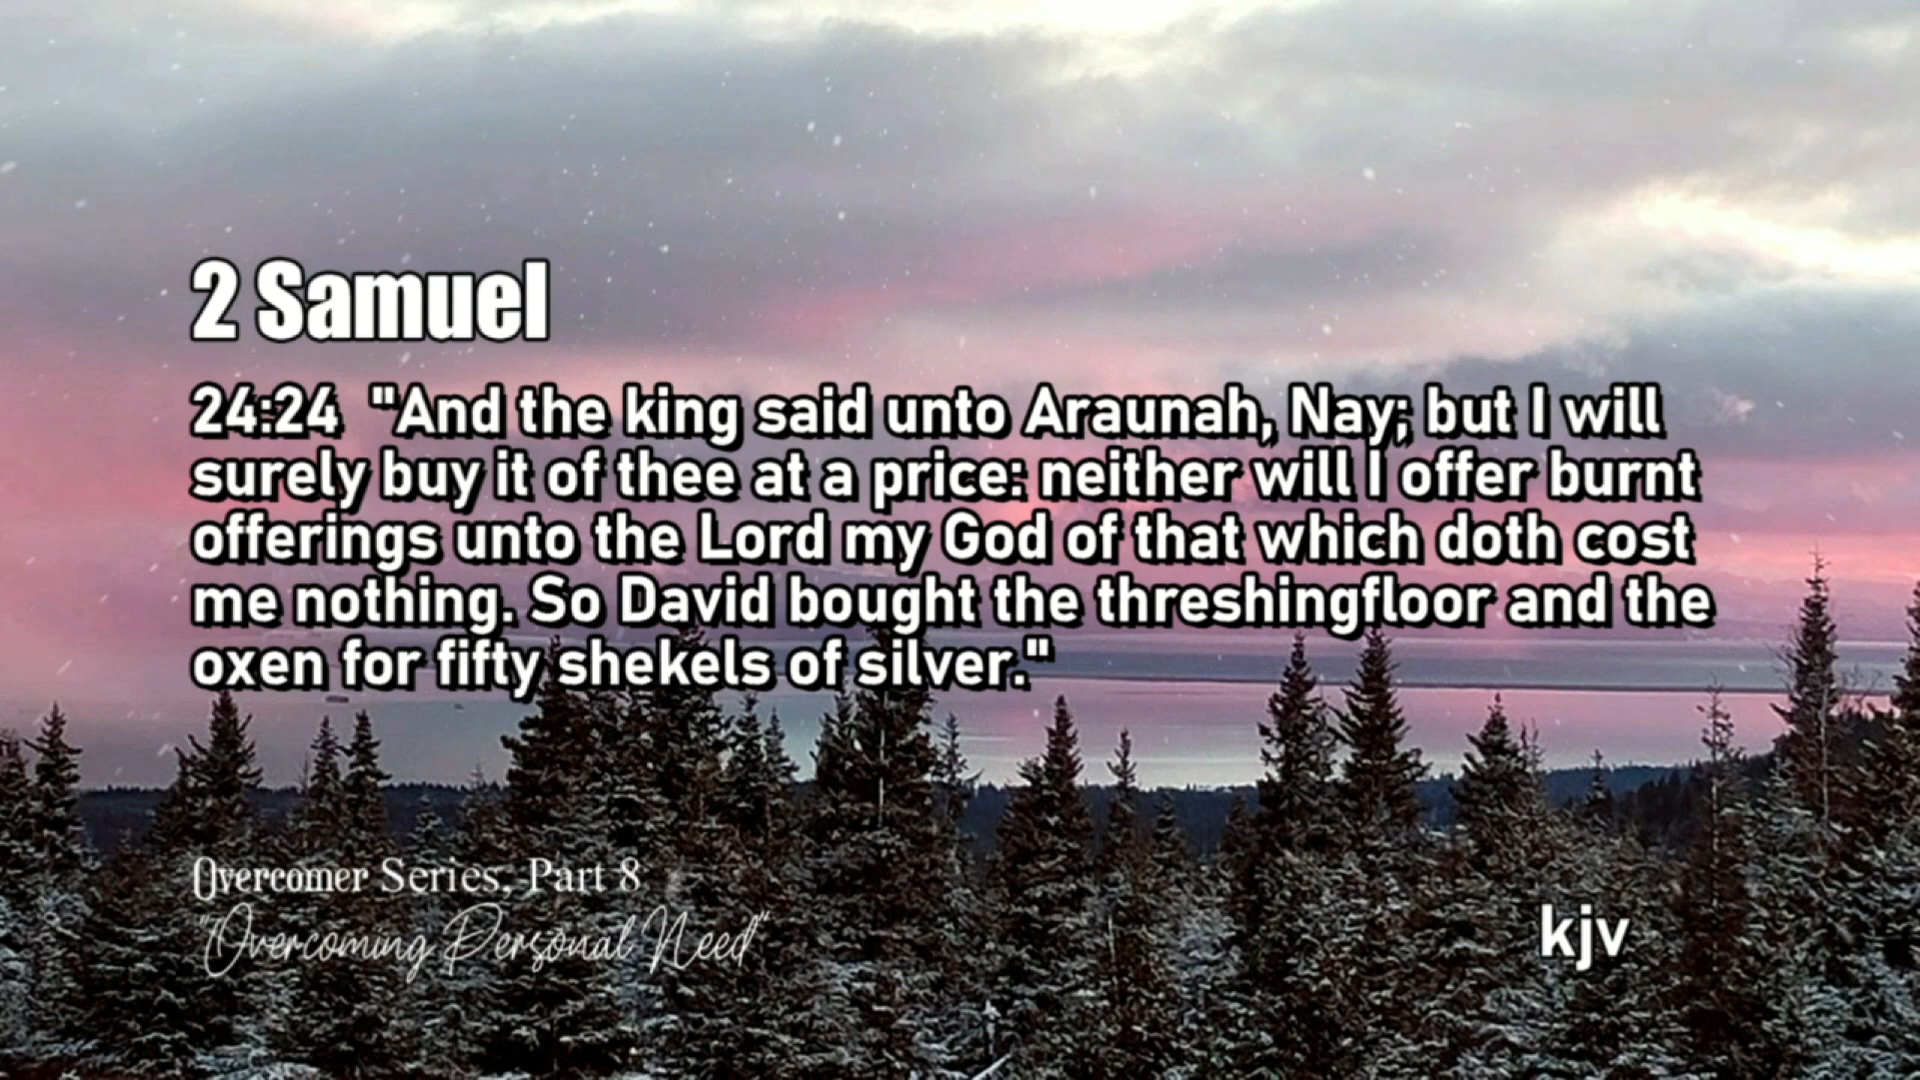 2 Samuel
24:24 "And the king said unto Araunah, Nay; but I will
surely buy it of thee at a price: neither will I offer burnt
offerings unto the Lord my God of that which doth cost
me nothing. So David bought the threshingfloor and the
oxen for fifty shekels of silver."
Overcomer Series, Part 8
"Overcoming Personal Need"
kjv